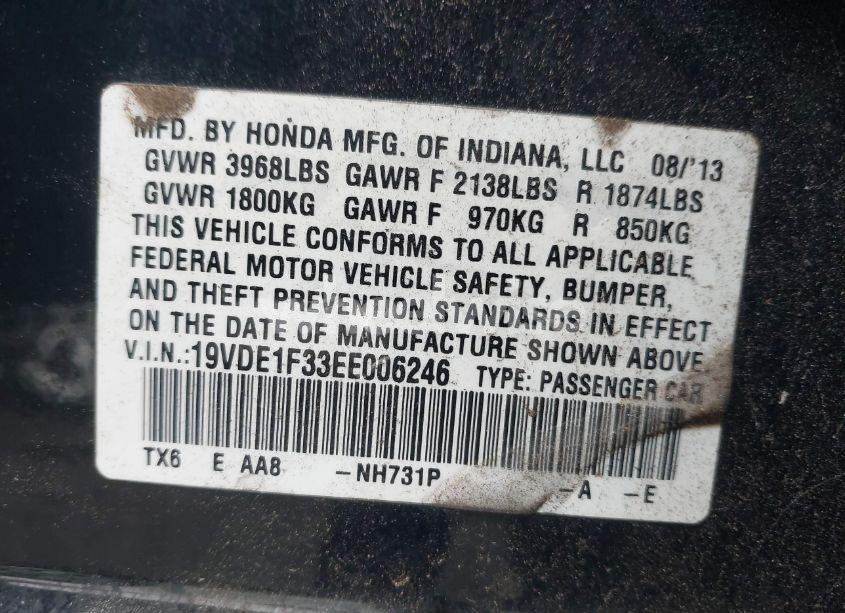 MFD. BY HONDA MFG. OF INDIANA, LLC 08/'13
GVWR 3968LBS GAWR F 2138LBS R 1874LBS
GVWR 1800KG GAWR F 970KG R 850KG
THIS VEHICLE CONFORMS TO ALL APPLICABLE
FEDERAL MOTOR VEHICLE SAFETY, BUMPER,
AND THEFT PREVENTION STANDARDS IN EFFECT
ON THE DATE OF MANUFACTURE SHOWN ABOVE.
V.I.N.:19VDE1F33EE006246 TYPE: PASSENGER CAR
TX6 E AA8 -NH731P -A -E